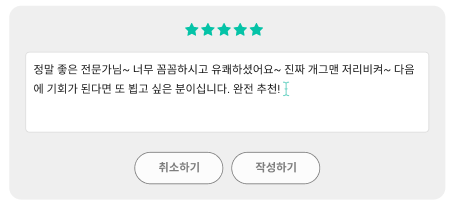 정말 좋은 전문가님~ 너무 꼼꼼하시고 유쾌하셨어요~ 진짜 개그맨 저리비켜~ 다음
에 기회가 된다면 또 뵙고 싶은 분이십니다. 완전 추천!
취소하기
작성하기